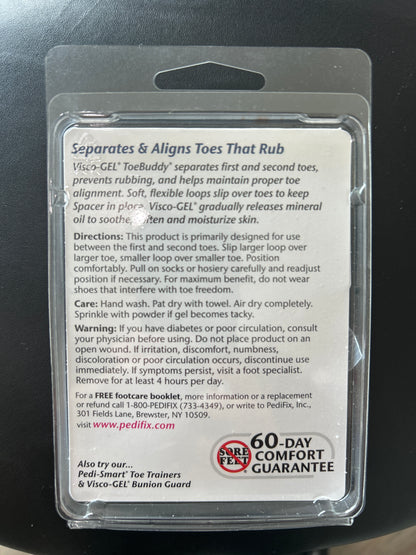 Separates & Aligns Toes That Rub
Visco-GEL® ToeBuddy® separates first and second toes,
prevents rubbing, and helps maintain proper toe
alignment. Soft, flexible loops slip over toes to keep
Spacer in place. Visco-GEL® gradually releases mineral
oil to soothe, soften and moisturize skin.
Directions: This product is primarily designed for use
between the first and second toes. Slip larger loop over
larger toe, smaller loop over smaller toe. Position
comfortably. Pull on socks or hosiery carefully and readjust
position if necessary. For maximum benefit, do not wear
shoes that interfere with toe freedom.
Care: Hand wash. Pat dry with towel. Air dry completely.
Sprinkle with powder if gel becomes tacky.
Warning: If you have diabetes or poor circulation, consult
your physician before using. Do not place product on an
open wound. If irritation, discomfort, numbness,
discoloration or poor circulation occurs, discontinue use
immediately. If symptoms persist, visit a foot specialist.
Remove for at least 4 hours per day.
For a FREE footcare booklet, more information or a replacement
or refund call 1-800-PEDIFIX (733-4349), or write to PediFix, Inc.,
301 Fields Lane, Brewster, NY 10509.
visit www.pedifix.com
SORE
FEET
60-DAY
COMFORT
GUARANTEE
Also try our...
Pedi-Smart® Toe Trainers
& Visco-GEL® Bunion Guard